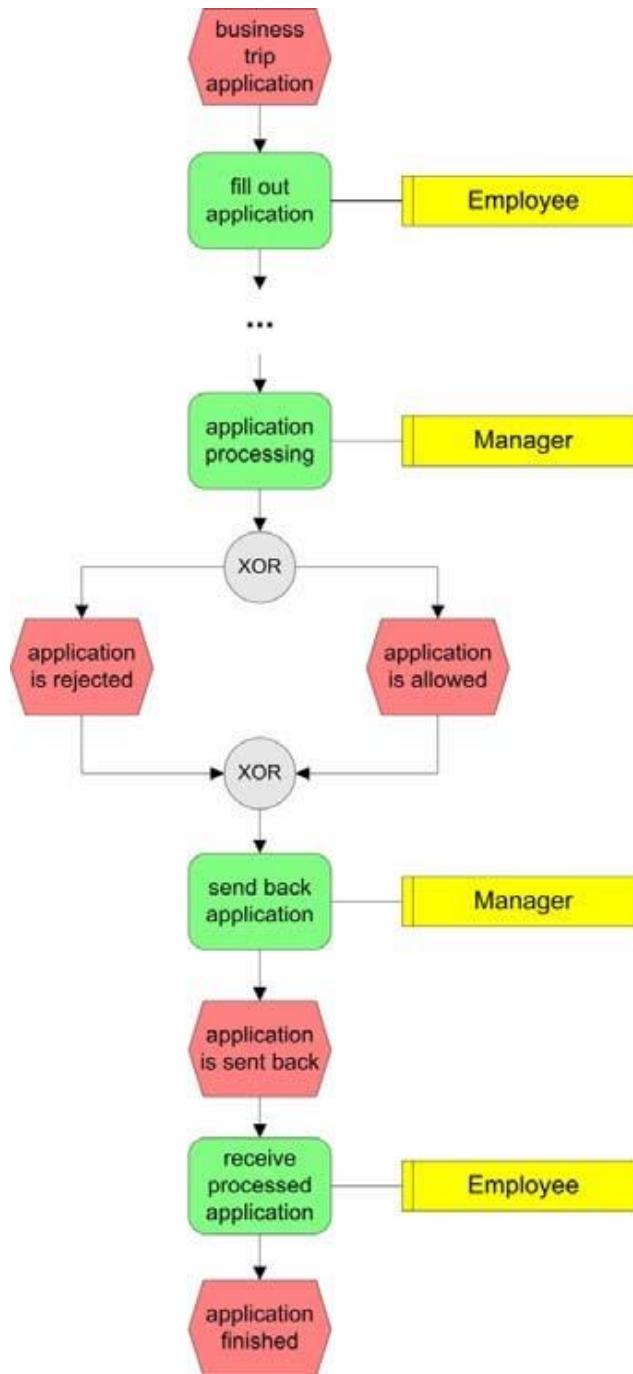 business
trip
application
fill out
application
Employee
...
application
processing
Manager
XOR
application
is rejected
application
is allowed
XOR
send back
application
Manager
application
is sent back
receive
processed
application
Employee
application
finished